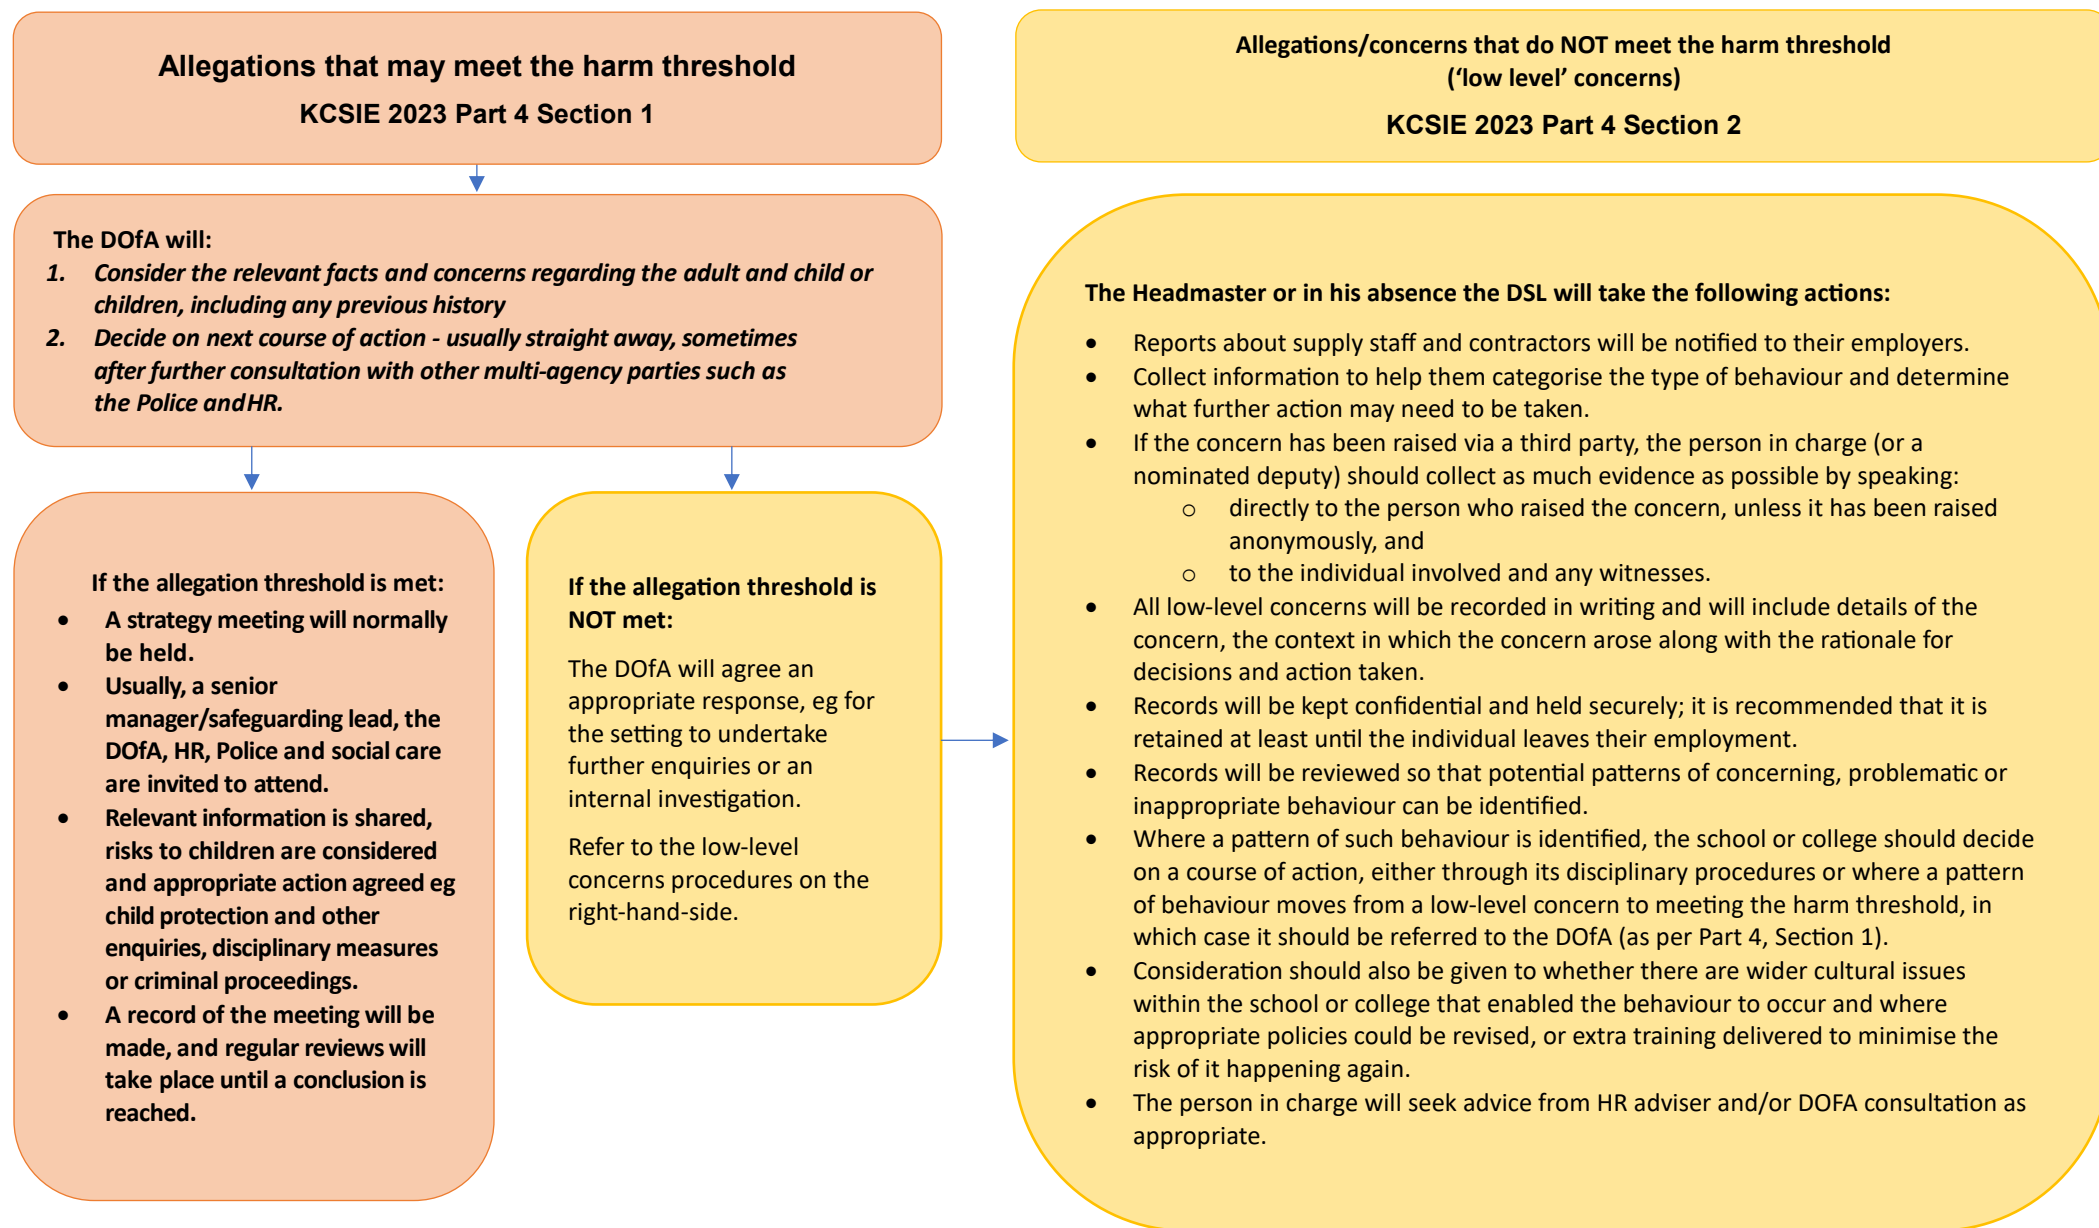 Allegations that may meet the harm threshold
KCSIE 2023 Part 4 Section 1
The DOfA will:
1. Consider the relevant facts and concerns regarding the adult and child or
children, including any previous history
2. Decide on next course of action - usually straight away, sometimes
after further consultation with other multi-agency parties such as
the Police andHR.
If the allegation threshold is met:
• A strategy meeting will normally
be held.
• Usually, a senior
manager/safeguarding lead, the
DOfA, HR, Police and social care
are invited to attend.
• Relevant information is shared,
risks to children are considered
and appropriate action agreed eg
child protection and other
enquiries, disciplinary measures
or criminal proceedings.
• A record of the meeting will be
made, and regular reviews will
take place until a conclusion is
reached.
If the allegation threshold is
NOT met:
The DOfA will agree an
appropriate response, eg for
the setting to undertake
further enquiries or an
internal investigation.
Refer to the low-level
concerns procedures on the
right-hand-side.
Allegations/concerns that do NOT meet the harm threshold
(‘low level’ concerns)
KCSIE 2023 Part 4 Section 2
The Headmaster or in his absence the DSL will take the following actions:
• Reports about supply staff and contractors will be notified to their employers.
• Collect information to help them categorise the type of behaviour and determine
what further action may need to be taken.
• If the concern has been raised via a third party, the person in charge (or a
nominated deputy) should collect as much evidence as possible by speaking:
o directly to the person who raised the concern, unless it has been raised
anonymously, and
o to the individual involved and any witnesses.
• All low-level concerns will be recorded in writing and will include details of the
concern, the context in which the concern arose along with the rationale for
decisions and action taken.
• Records will be kept confidential and held securely; it is recommended that it is
retained at least until the individual leaves their employment.
• Records will be reviewed so that potential patterns of concerning, problematic or
inappropriate behaviour can be identified.
• Where a pattern of such behaviour is identified, the school or college should decide
on a course of action, either through its disciplinary procedures or where a pattern
of behaviour moves from a low-level concern to meeting the harm threshold, in
which case it should be referred to the DOfA (as per Part 4, Section 1).
• Consideration should also be given to whether there are wider cultural issues
within the school or college that enabled the behaviour to occur and where
appropriate policies could be revised, or extra training delivered to minimise the
risk of it happening again.
• The person in charge will seek advice from HR adviser and/or DOFA consultation as
appropriate.